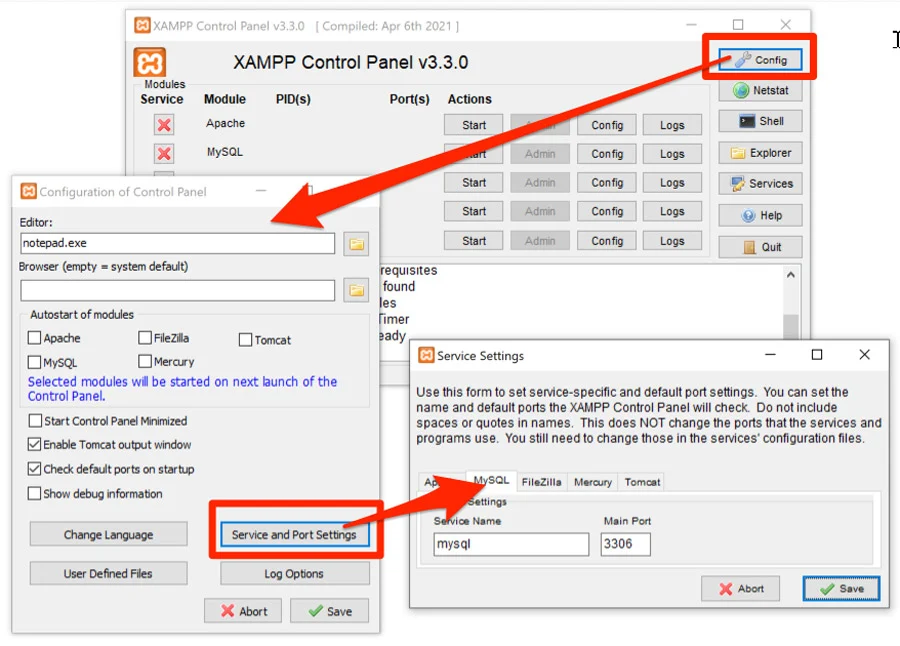 XAMPP Control Panel v3.3.0 [ Compiled: Apr 6th 2021 ]
XAMPP Control Panel v3.3.0
Config
Netstat
Shell
Explorer
Services
Help
Quit
Modules
Service Module PID(s) Port(s) Actions
Apache Start Admin Config Logs
MySQL Start Admin Config Logs
Start Admin Config Logs
Start Admin Config Logs
Start Admin Config Logs
found
Timer
Configuration of Control Panel
Editor:
notepad.exe
Browser (empty = system default)
Autostart of modules
Apache FileZilla Tomcat
MySQL Mercury
Selected modules will be started on next launch of the
Control Panel.
Start Control Panel Minimized
Enable Tomcat output window
Check default ports on startup
Show debug information
Change Language Service and Port Settings
User Defined Files Log Options
Abort Save
Service Settings
Use this form to set service-specific and default port settings. You can set the
name and default ports the XAMPP Control Panel will check. Do not include
spaces or quotes in names. This does NOT change the ports that the services and
programs use. You still need to change those in the services' configuration files.
MySQL FileZilla Mercury Tomcat
Settings
Service Name Main Port
mysql 3306
Abort Save